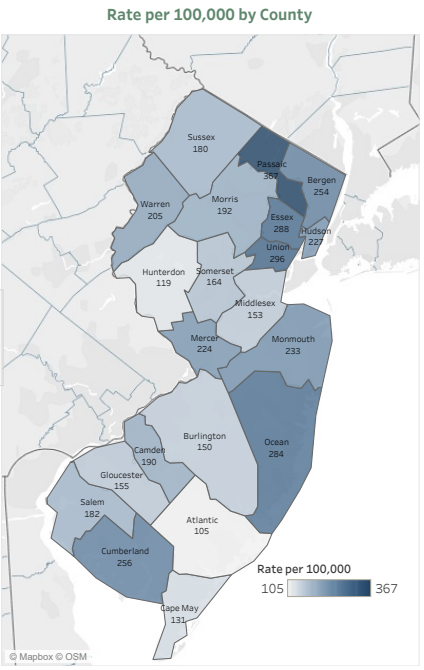 Rate per 100,000 by County
Sussex
180
Passaic
367
Bergen
254
Warren
205
Morris
192
Essex
288
Hudson
227
Union...
296
Hunterdon
119
Somerset
164
Middlesex
153
Mercer
224
Monmouth
233
Burlington
150
Ocean
284
Camden
190
Gloucester
155
Salem
182
Atlantic
105
Cumberland
256
Cape May
131
Rate per 100,000
105 367
© Mapbox © OSM